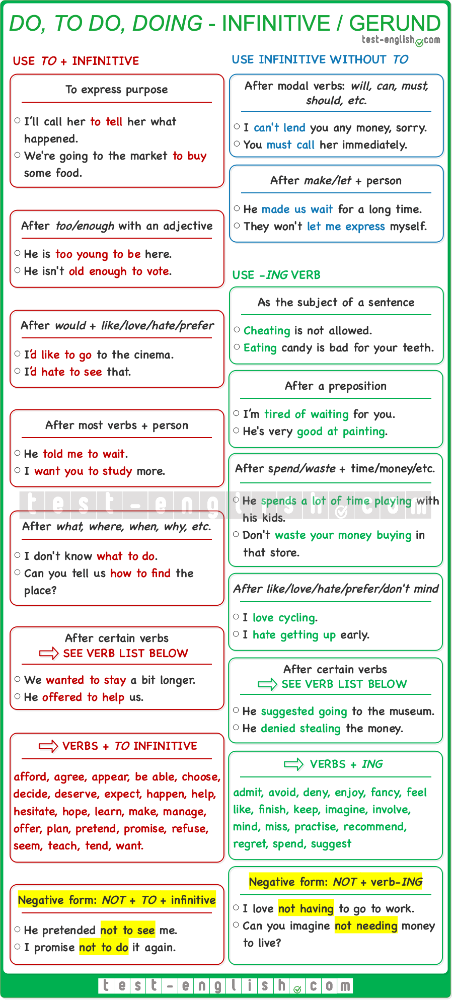 DO, TO DO, DOING - INFINITIVE / GERUND
test-english.com
USE TO + INFINITIVE
To express purpose
I’ll call her to tell her what
happened.
We're going to the market to buy
some food.
After too/enough with an adjective
He is too young to be here.
He isn't old enough to vote.
After would + like/love/hate/prefer
I’d like to go to the cinema.
I’d hate to see that.
After most verbs + person
He told me to wait.
I want you to study more.
test-english.com
After what, where, when, why, etc.
I don't know what to do.
Can you tell us how to find the
place?
After certain verbs
SEE VERB LIST BELOW
We wanted to stay a bit longer.
He offered to help us.
VERBS + TO INFINITIVE
afford, agree, appear, be able, choose,
decide, deserve, expect, happen, help,
hesitate, hope, learn, make, manage,
offer, plan, pretend, promise, refuse,
seem, teach, tend, want.
Negative form: NOT + TO + infinitive
He pretended not to see me.
I promise not to do it again.
USE INFINITIVE WITHOUT TO
After modal verbs: will, can, must,
should, etc.
I can't lend you any money, sorry.
You must call her immediately.
After make/let + person
He made us wait for a long time.
They won't let me express myself.
USE -ING VERB
As the subject of a sentence
Cheating is not allowed.
Eating candy is bad for your teeth.
After a preposition
I’m tired of waiting for you.
He's very good at painting.
After spend/waste + time/money/etc.
He spends a lot of time playing with
his kids.
Don't waste your money buying in
that store.
After like/love/hate/prefer/don't mind
I love cycling.
I hate getting up early.
After certain verbs
SEE VERB LIST BELOW
He suggested going to the museum.
He denied stealing the money.
VERBS + ING
admit, avoid, deny, enjoy, fancy, feel
like, finish, keep, imagine, involve,
mind, miss, practise, recommend,
regret, spend, suggest
Negative form: NOT + verb-ING
I love not having to go to work.
Can you imagine not needing money
to live?
test-english.com